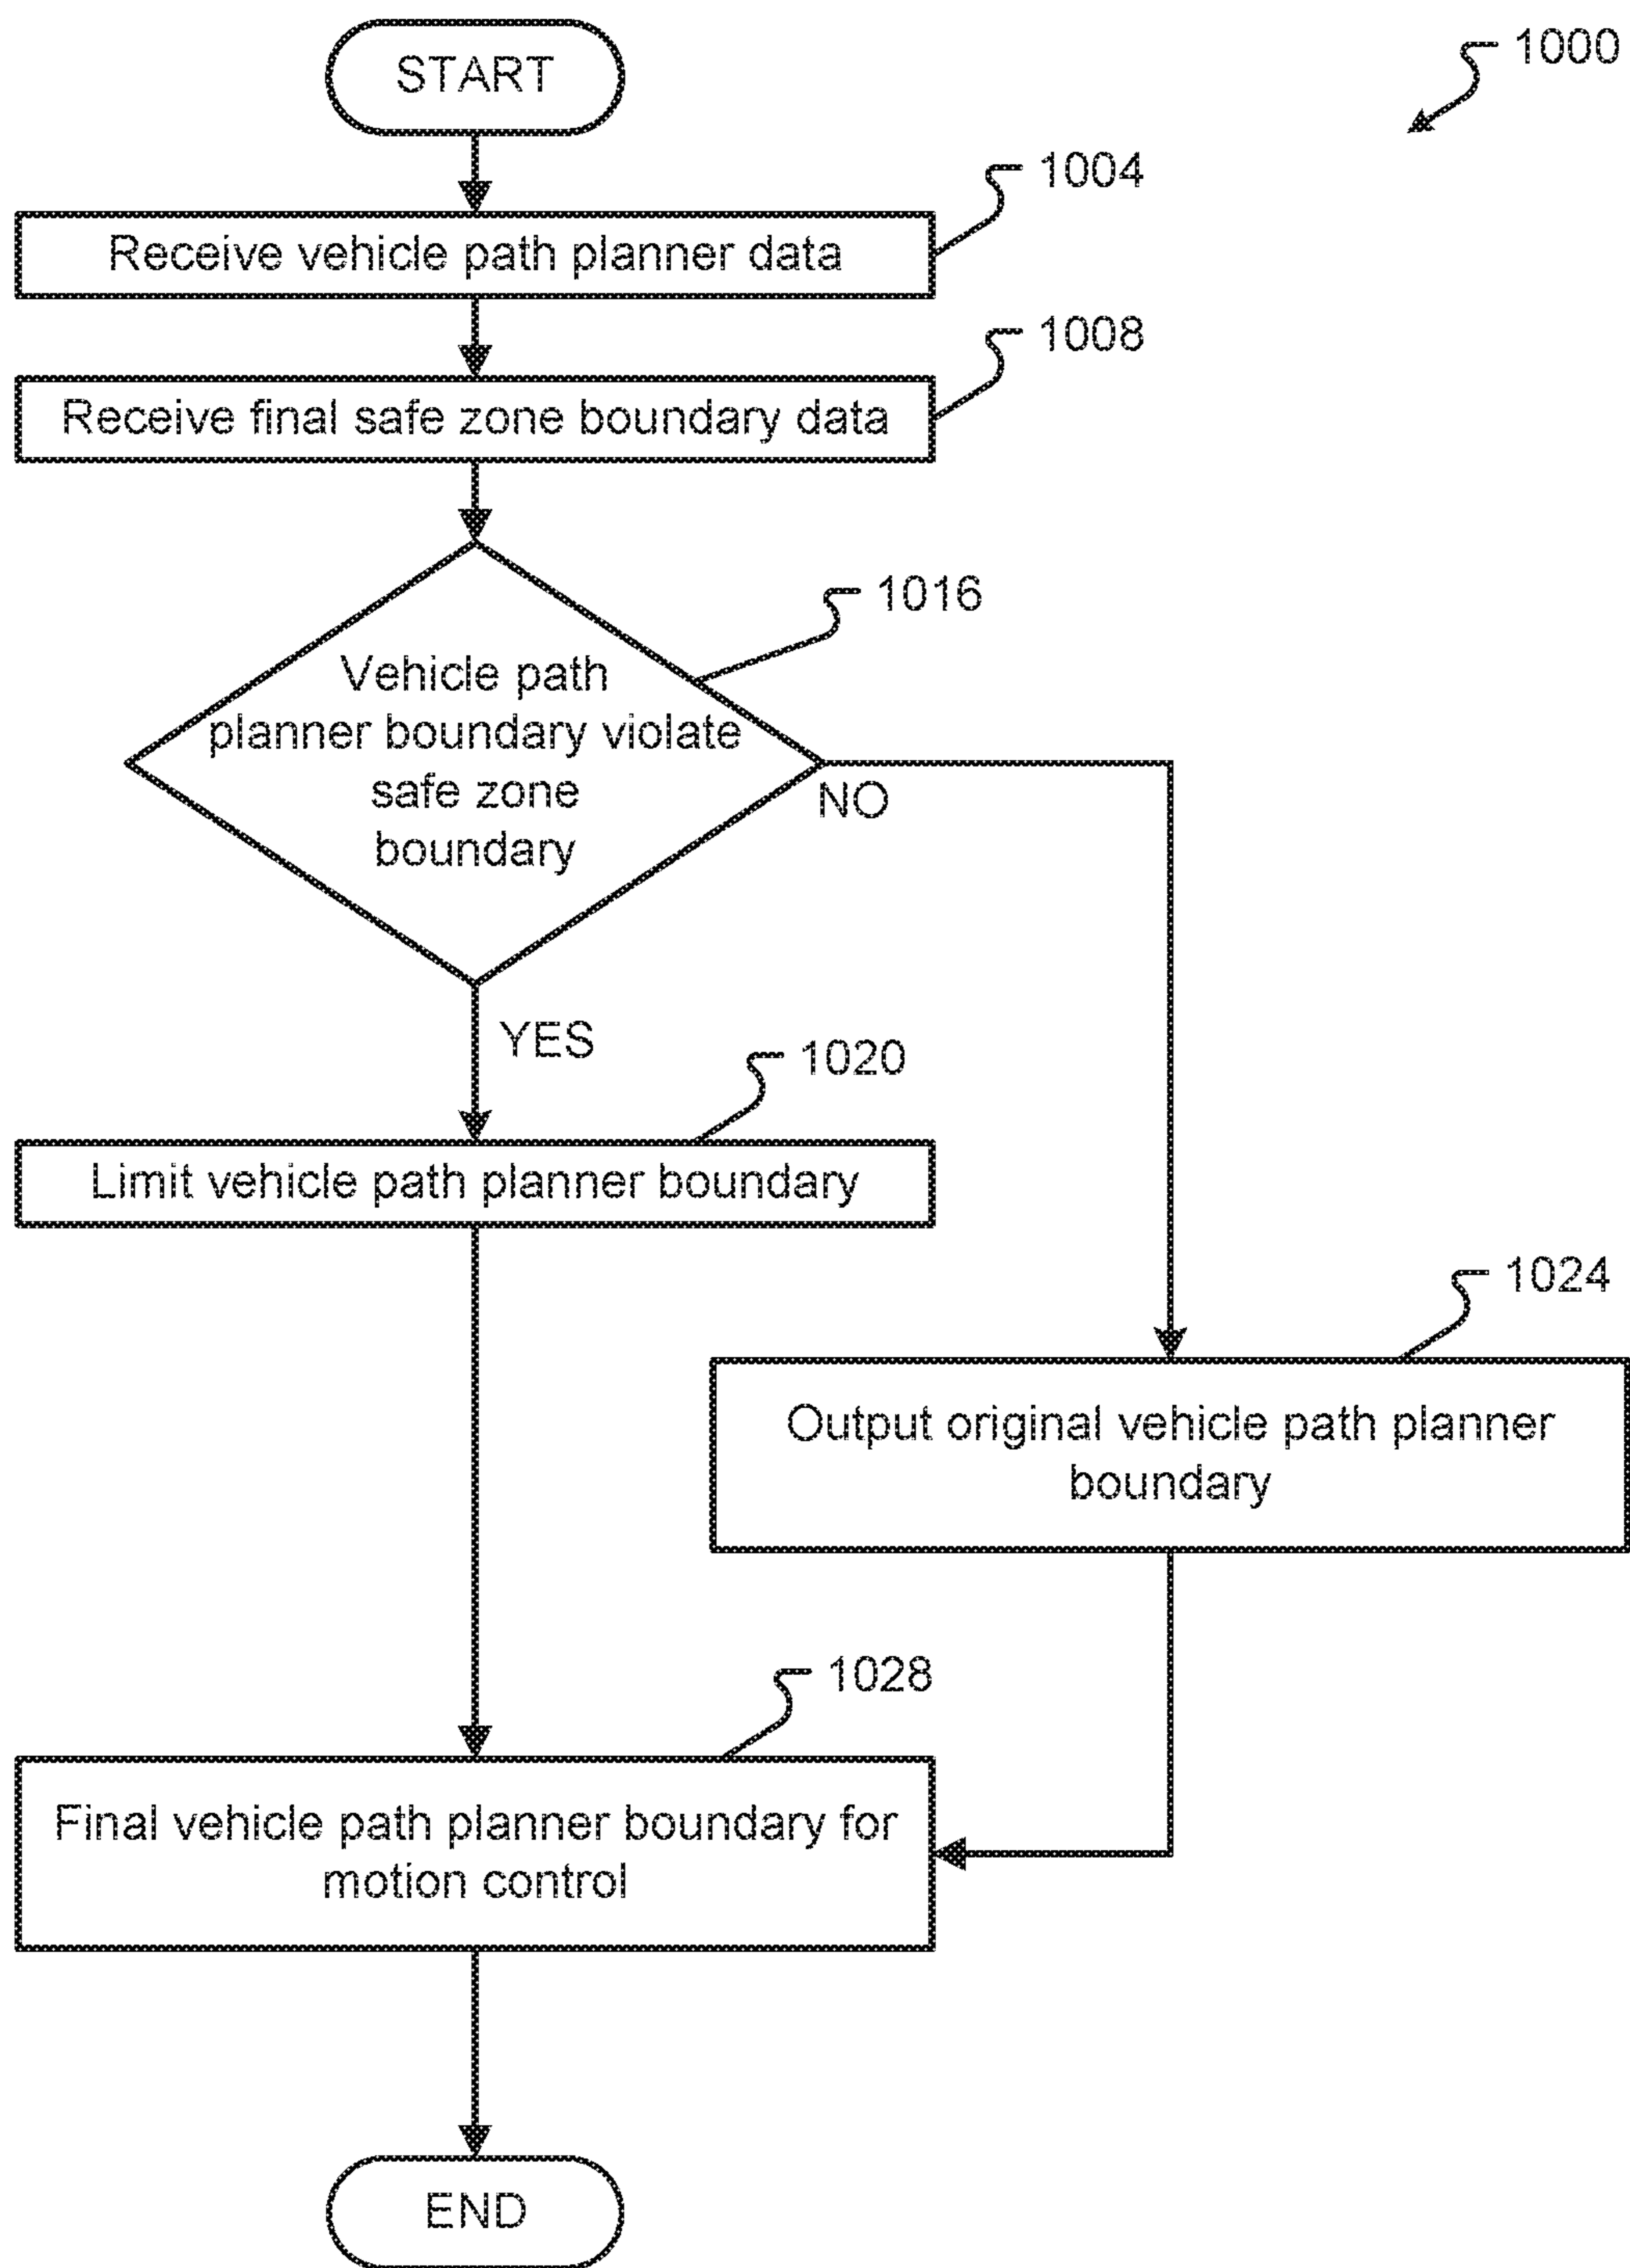 START
1000
1004
Receive vehicle path planner data
1008
Receive final safe zone boundary data
1016
Vehicle path
planner boundary violate
safe zone
boundary
NO
YES
1020
Limit vehicle path planner boundary
1024
Output original vehicle path planner
boundary
1028
Final vehicle path planner boundary for
motion control
END